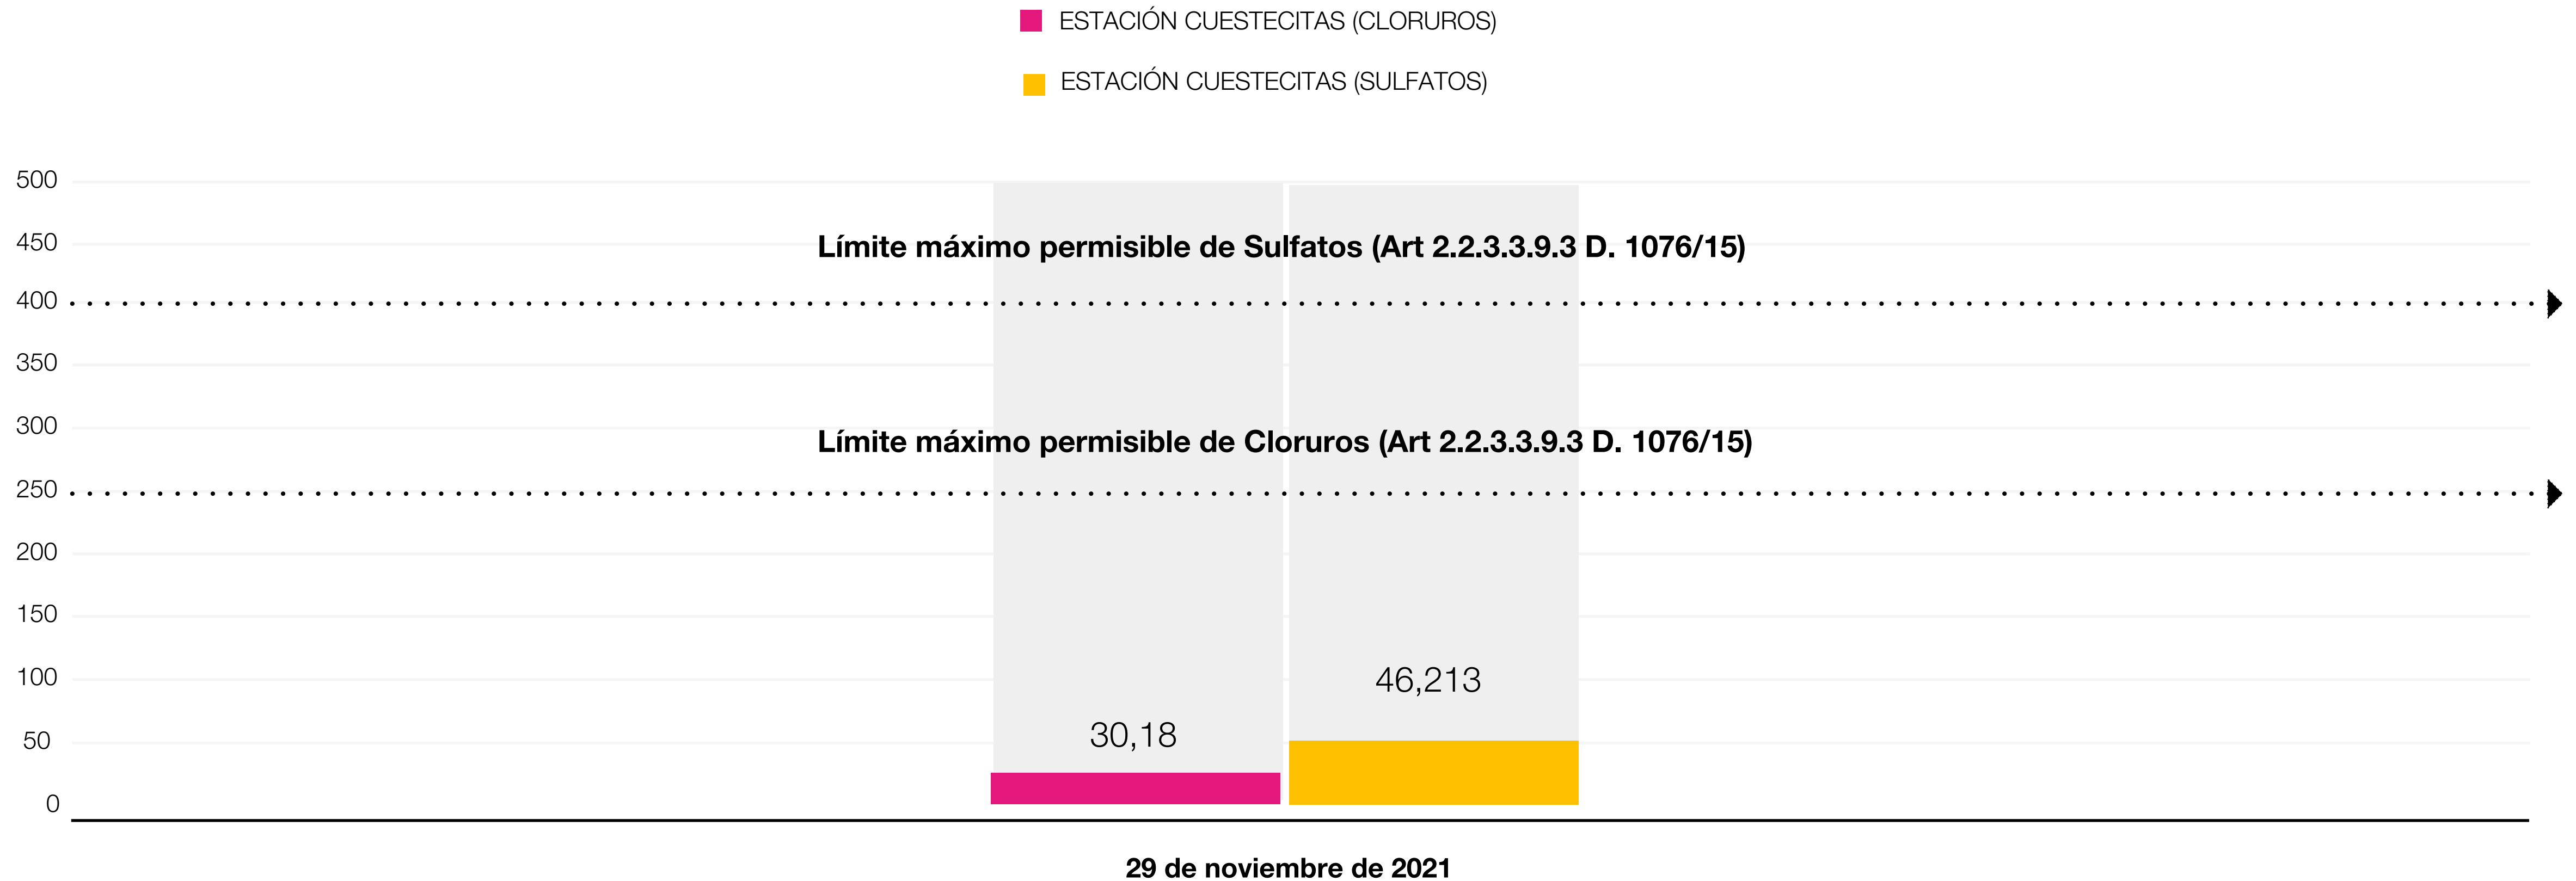 ESTACIÓN CUESTECITAS (CLORUROS)
ESTACIÓN CUESTECITAS (SULFATOS)
500
450
Límite máximo permisible de Sulfatos (Art 2.2.3.3.9.3 D. 1076/15)
400
350
300
Límite máximo permisible de Cloruros (Art 2.2.3.3.9.3 D. 1076/15)
250
200
150
100
46,213
50
30,18
0
29 de noviembre de 2021